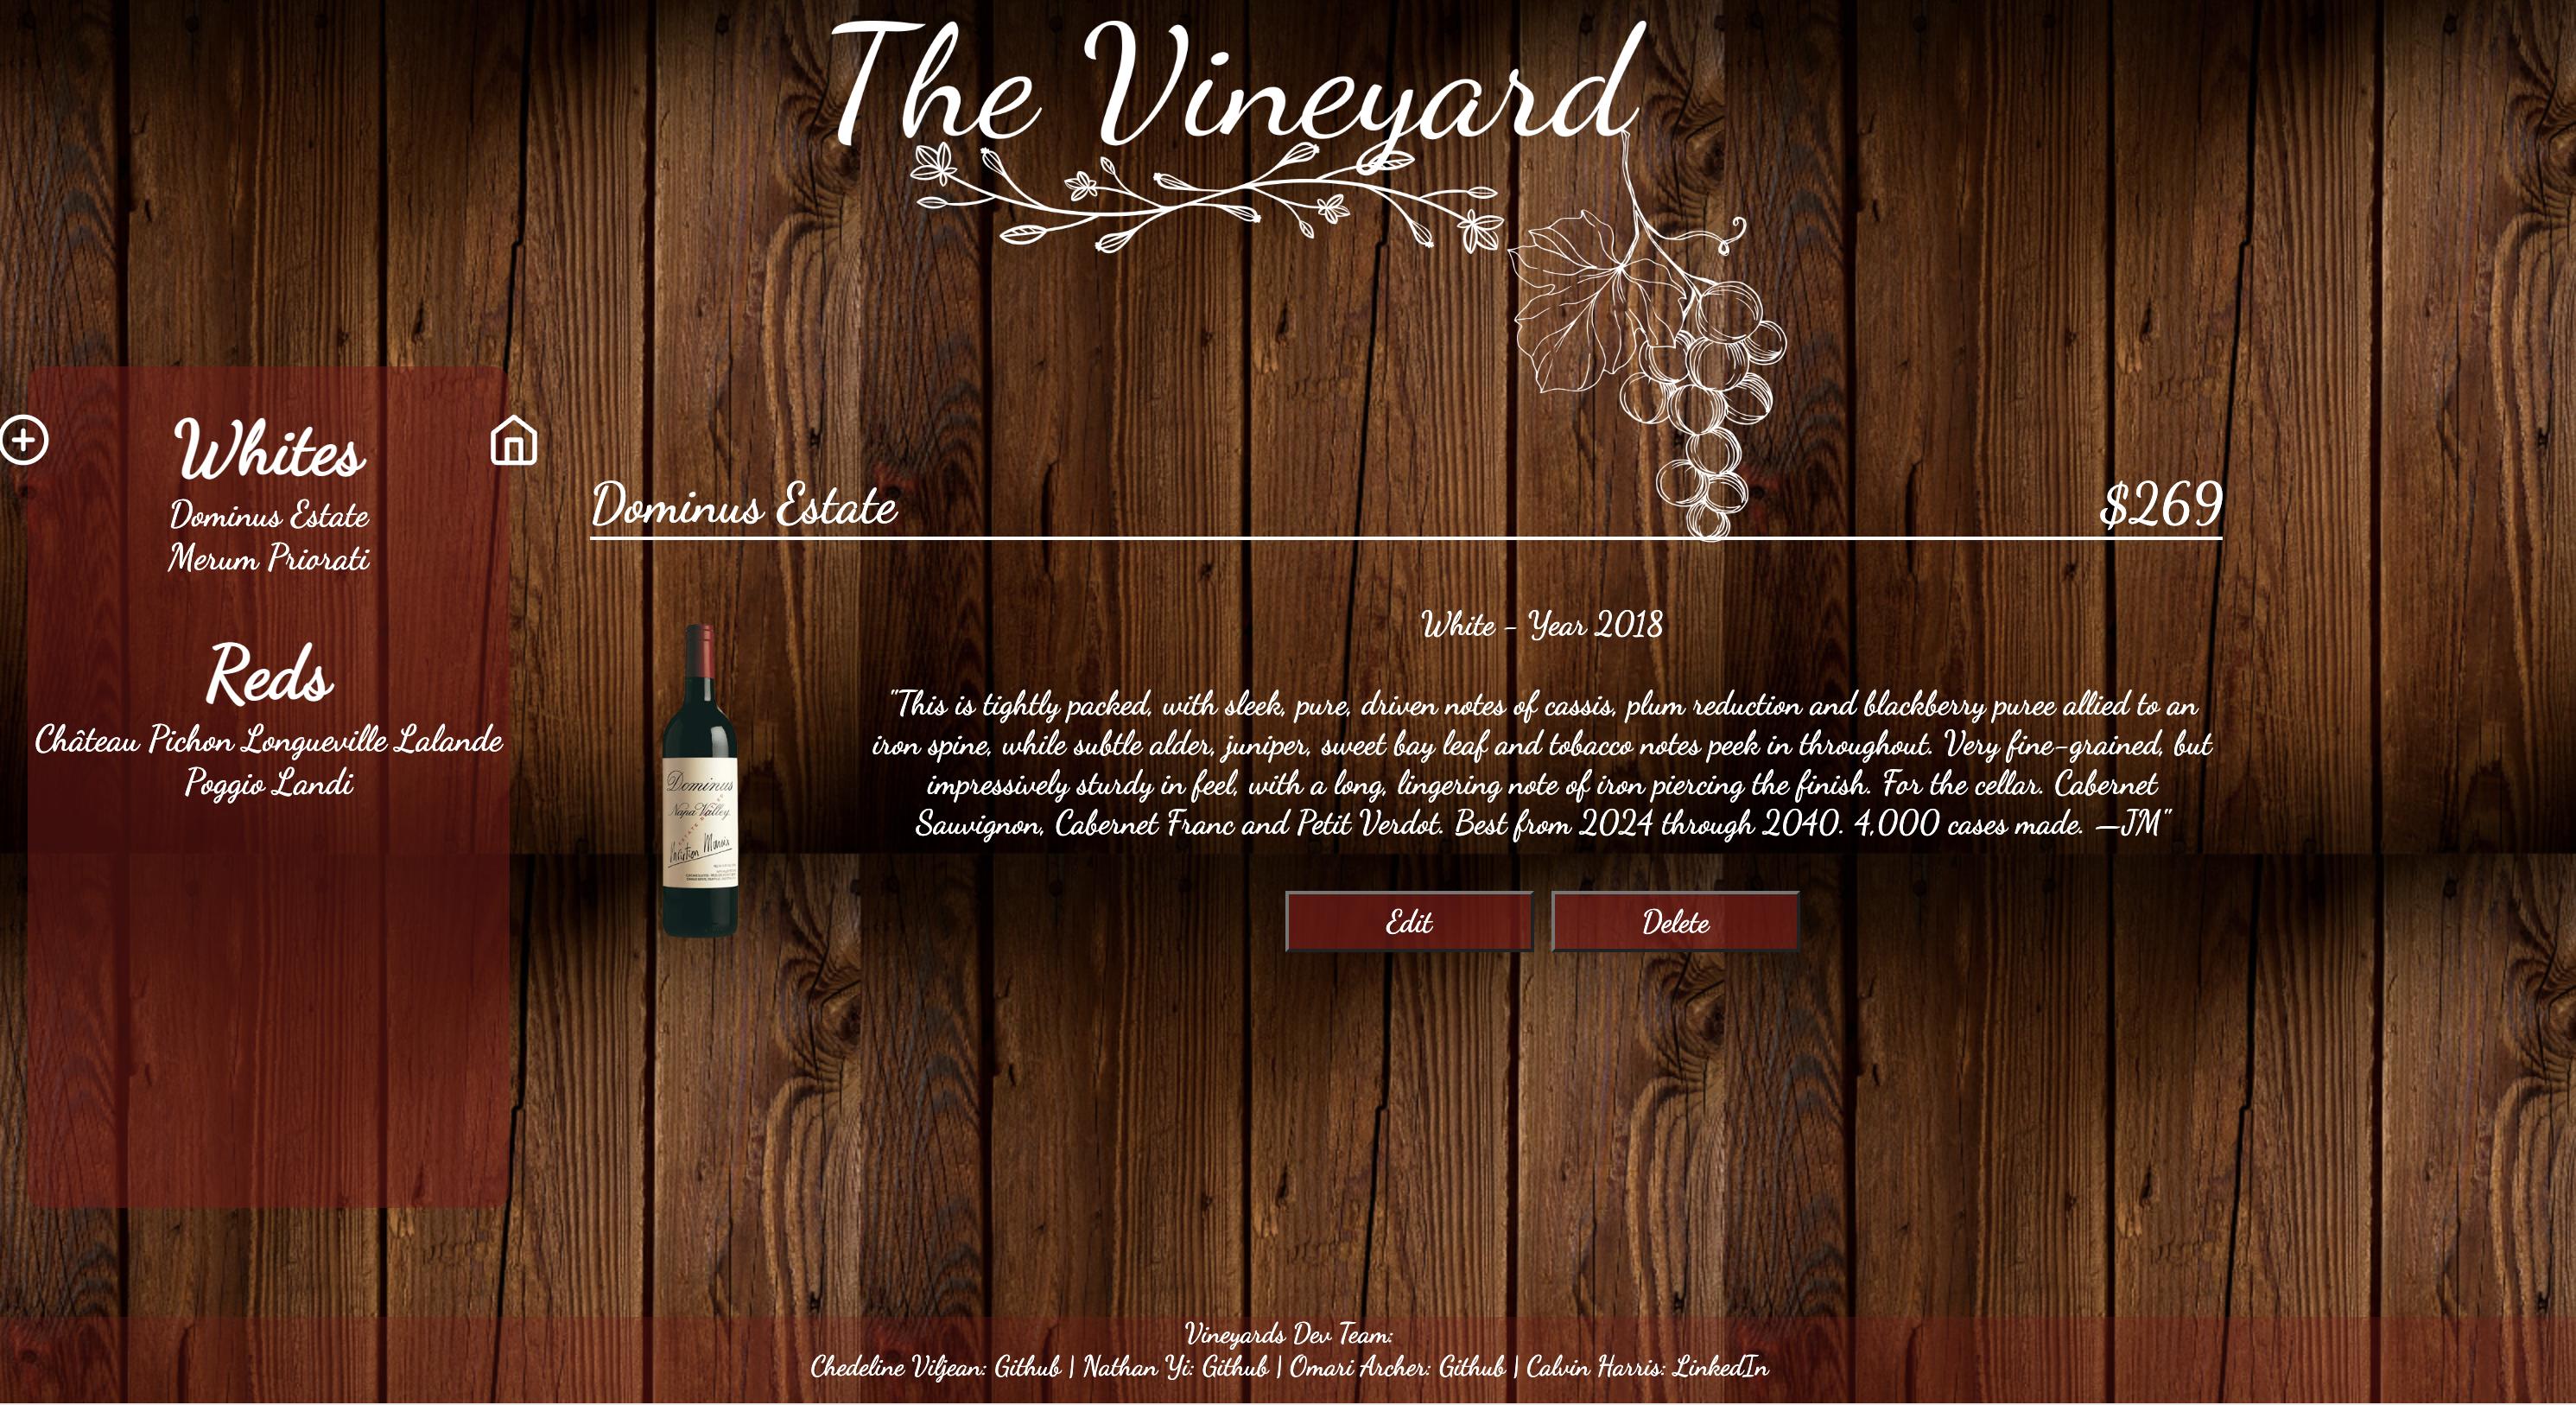 The Vineyard
Whites
Dominus Estate
Merum Priorati
Reds
Château Pichon Longueville Lalande
Poggio Landi
Dominus Estate
$269
White - Year 2018
"This is tightly packed, with sleek, pure, driven notes of cassis, plum reduction and blackberry puree allied to an
iron spine, while subtle alder, juniper, sweet bay leaf and tobacco notes peek in throughout. Very fine-grained, but
impressively sturdy in feel, with a long, lingering note of iron piercing the finish. For the cellar. Cabernet
Sauvignon, Cabernet Franc and Petit Verdot. Best from 2024 through 2040. 4,000 cases made. —JM"
Dominus
Napa Valley
Edit
Delete
Vineyards Dev Team:
Chedeline Viljean: Github | Nathan Yi: Github | Omari Archer: Github | Calvin Harris: LinkedIn